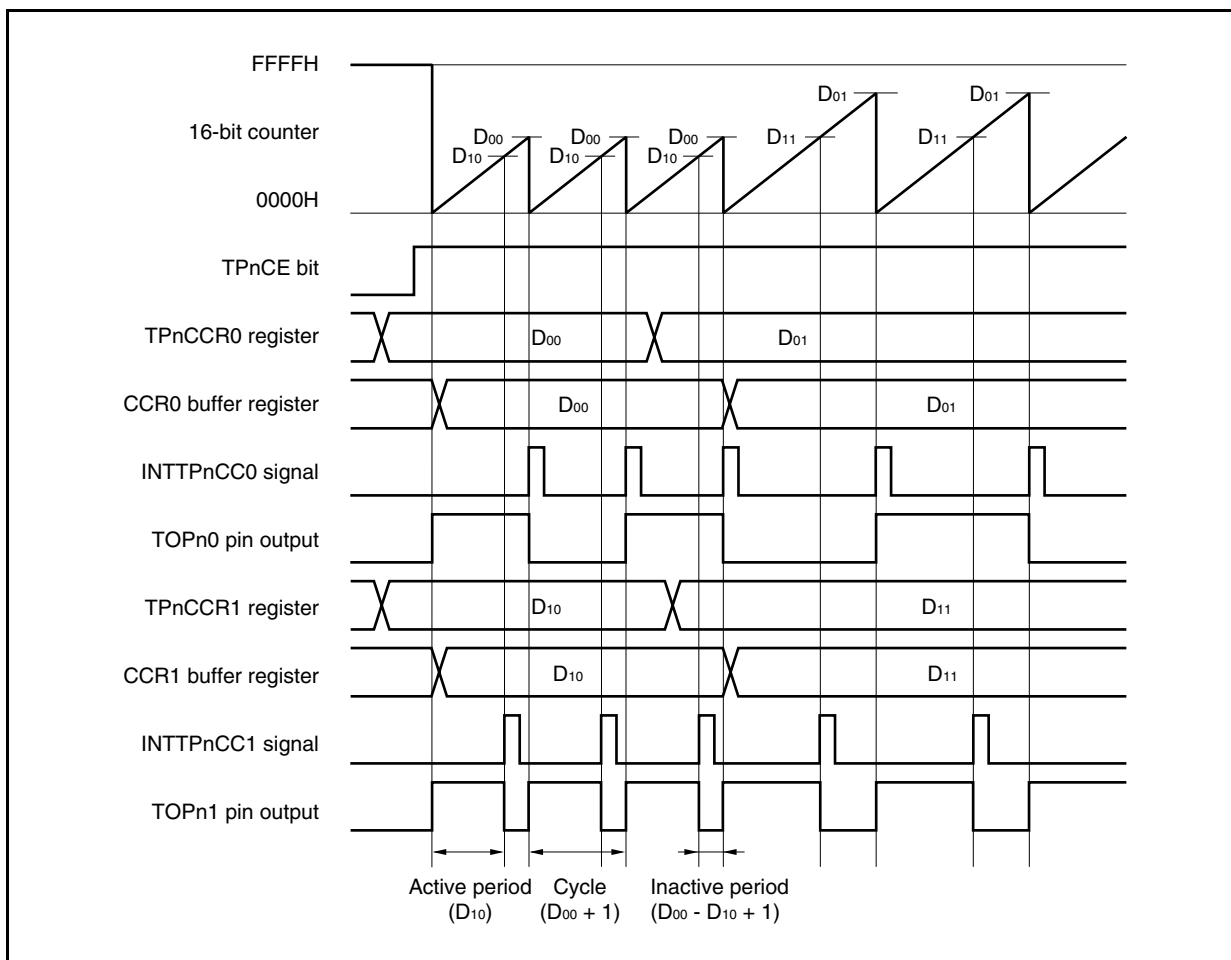 FFFFH
D01 D01
16-bit counter
D00 D00 D00 D11 D11
D10 D10 D10
0000H
TPnCE bit
TPnCCR0 register D00 D01
CCR0 buffer register D00 D01
INTTPnCC0 signal
TOPn0 pin output
TPnCCR1 register D10 D11
CCR1 buffer register D10 D11
INTTPnCC1 signal
TOPn1 pin output
Active period Cycle Inactive period
(D10) (D00 + 1) (D00 - D10 + 1)